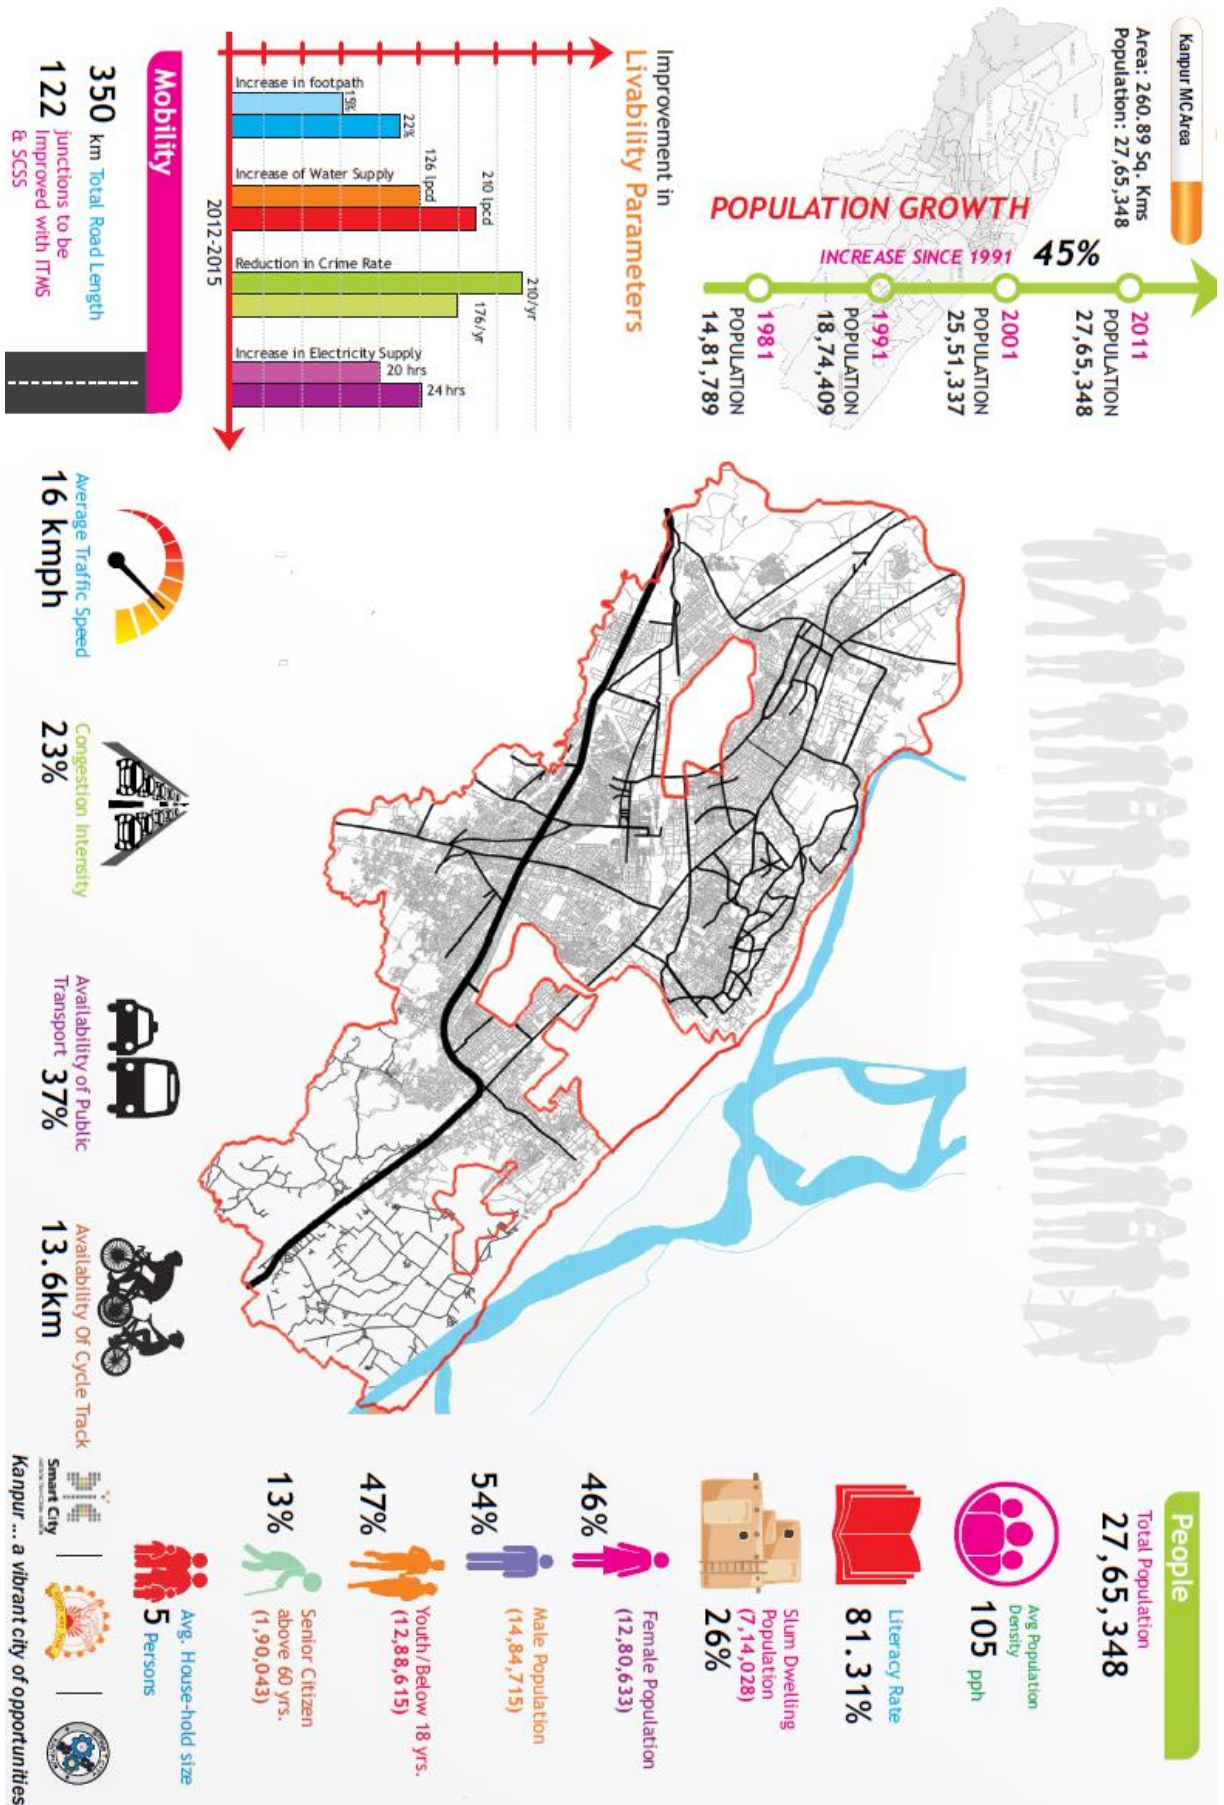 Kanpur MC Area
Area: 260.89 Sq. Kms
Population: 27,65,348
POPULATION GROWTH
INCREASE SINCE 1991 45%
2011
POPULATION
27,65,348
2001
POPULATION
25,51,337
1991
POPULATION
18,74,409
1981
POPULATION
14,81,789
Improvement in
Livability Parameters
Increase in footpath
15%
22%
Increase of Water Supply
126 lpcd
210 lpcd
Reduction in Crime Rate
210/yr
176/yr
Increase in Electricity Supply
20 hrs
24 hrs
2012-2015
Mobility
350 km Total Road Length
122 junctions to be
Improved with ITMS
& SCSS
Average Traffic Speed
16 kmph
Congestion Intensity
23%
Availability of Public
Transport 37%
Availability Of Cycle Track
13.6km
People
Total Population
27,65,348
Avg Population
Density
105 pph
Literacy Rate
81.31%
Slum Dwelling
Population
(7,14,028)
26%
46%
Female Population
(12,80,633)
54%
Male Population
(14,84,715)
47%
Youth/Below 18 yrs.
(12,88,615)
13%
Senior Citizen
above 60 yrs.
(1,90,043)
Avg. House-hold size
5 Persons
Smart City
Kanpur ... a vibrant city of opportunities